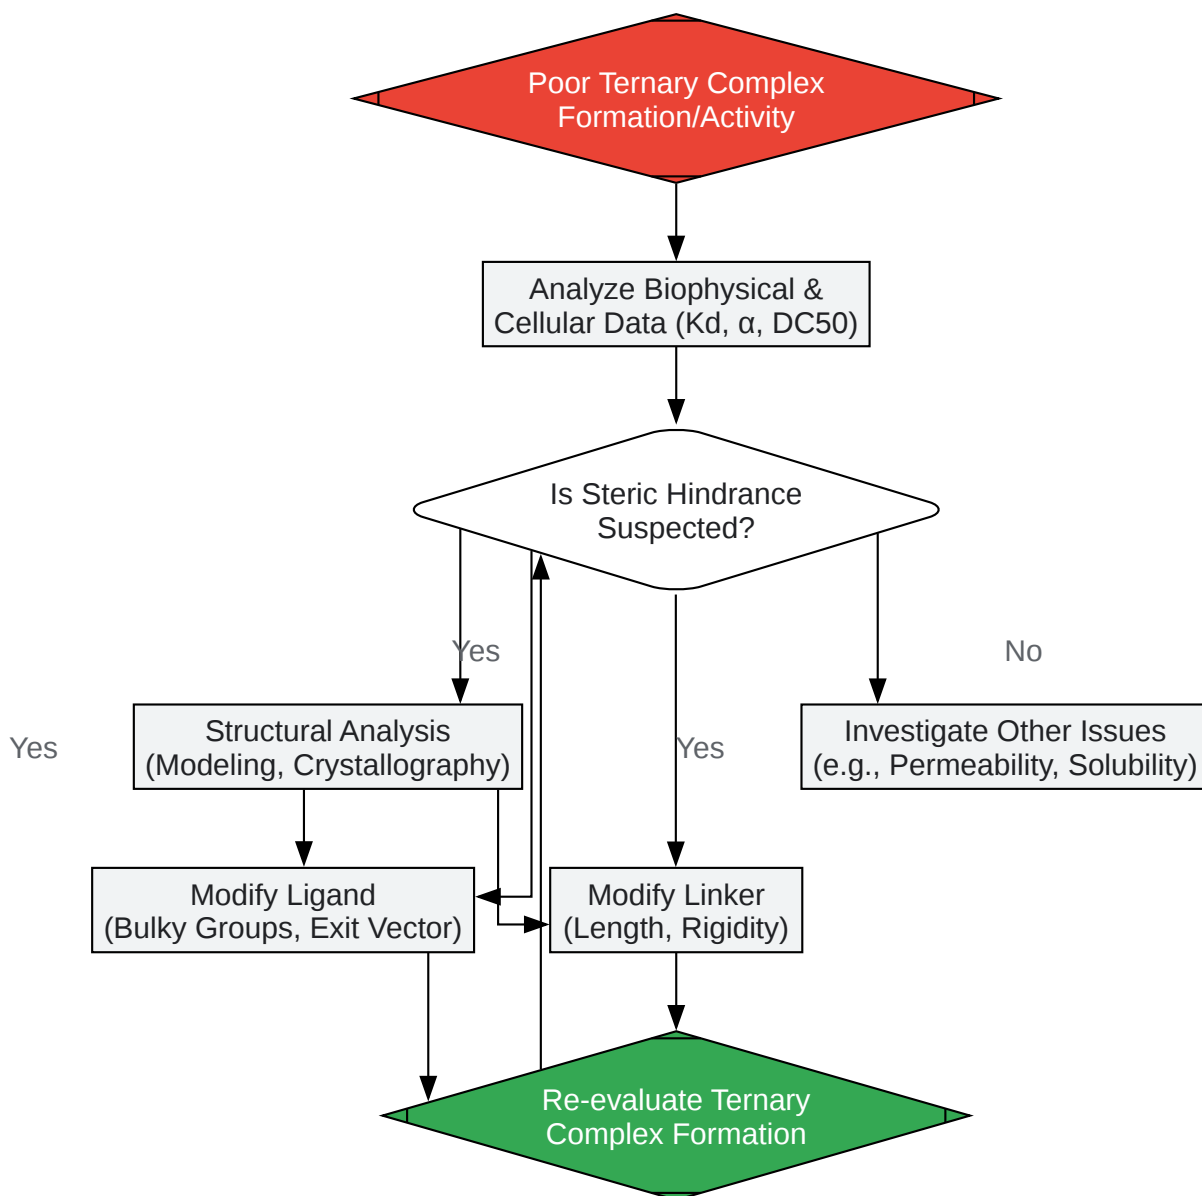 Poor Ternary Complex
Formation/Activity
Analyze Biophysical &
Cellular Data (Kd, α, DC50)
Is Steric Hindrance
Suspected?
Yes
No
Structural Analysis
(Modeling, Crystallography)
Yes
Yes
Investigate Other Issues
(e.g., Permeability, Solubility)
Modify Ligand
(Bulky Groups, Exit Vector)
Modify Linker
(Length, Rigidity)
Re-evaluate Ternary
Complex Formation